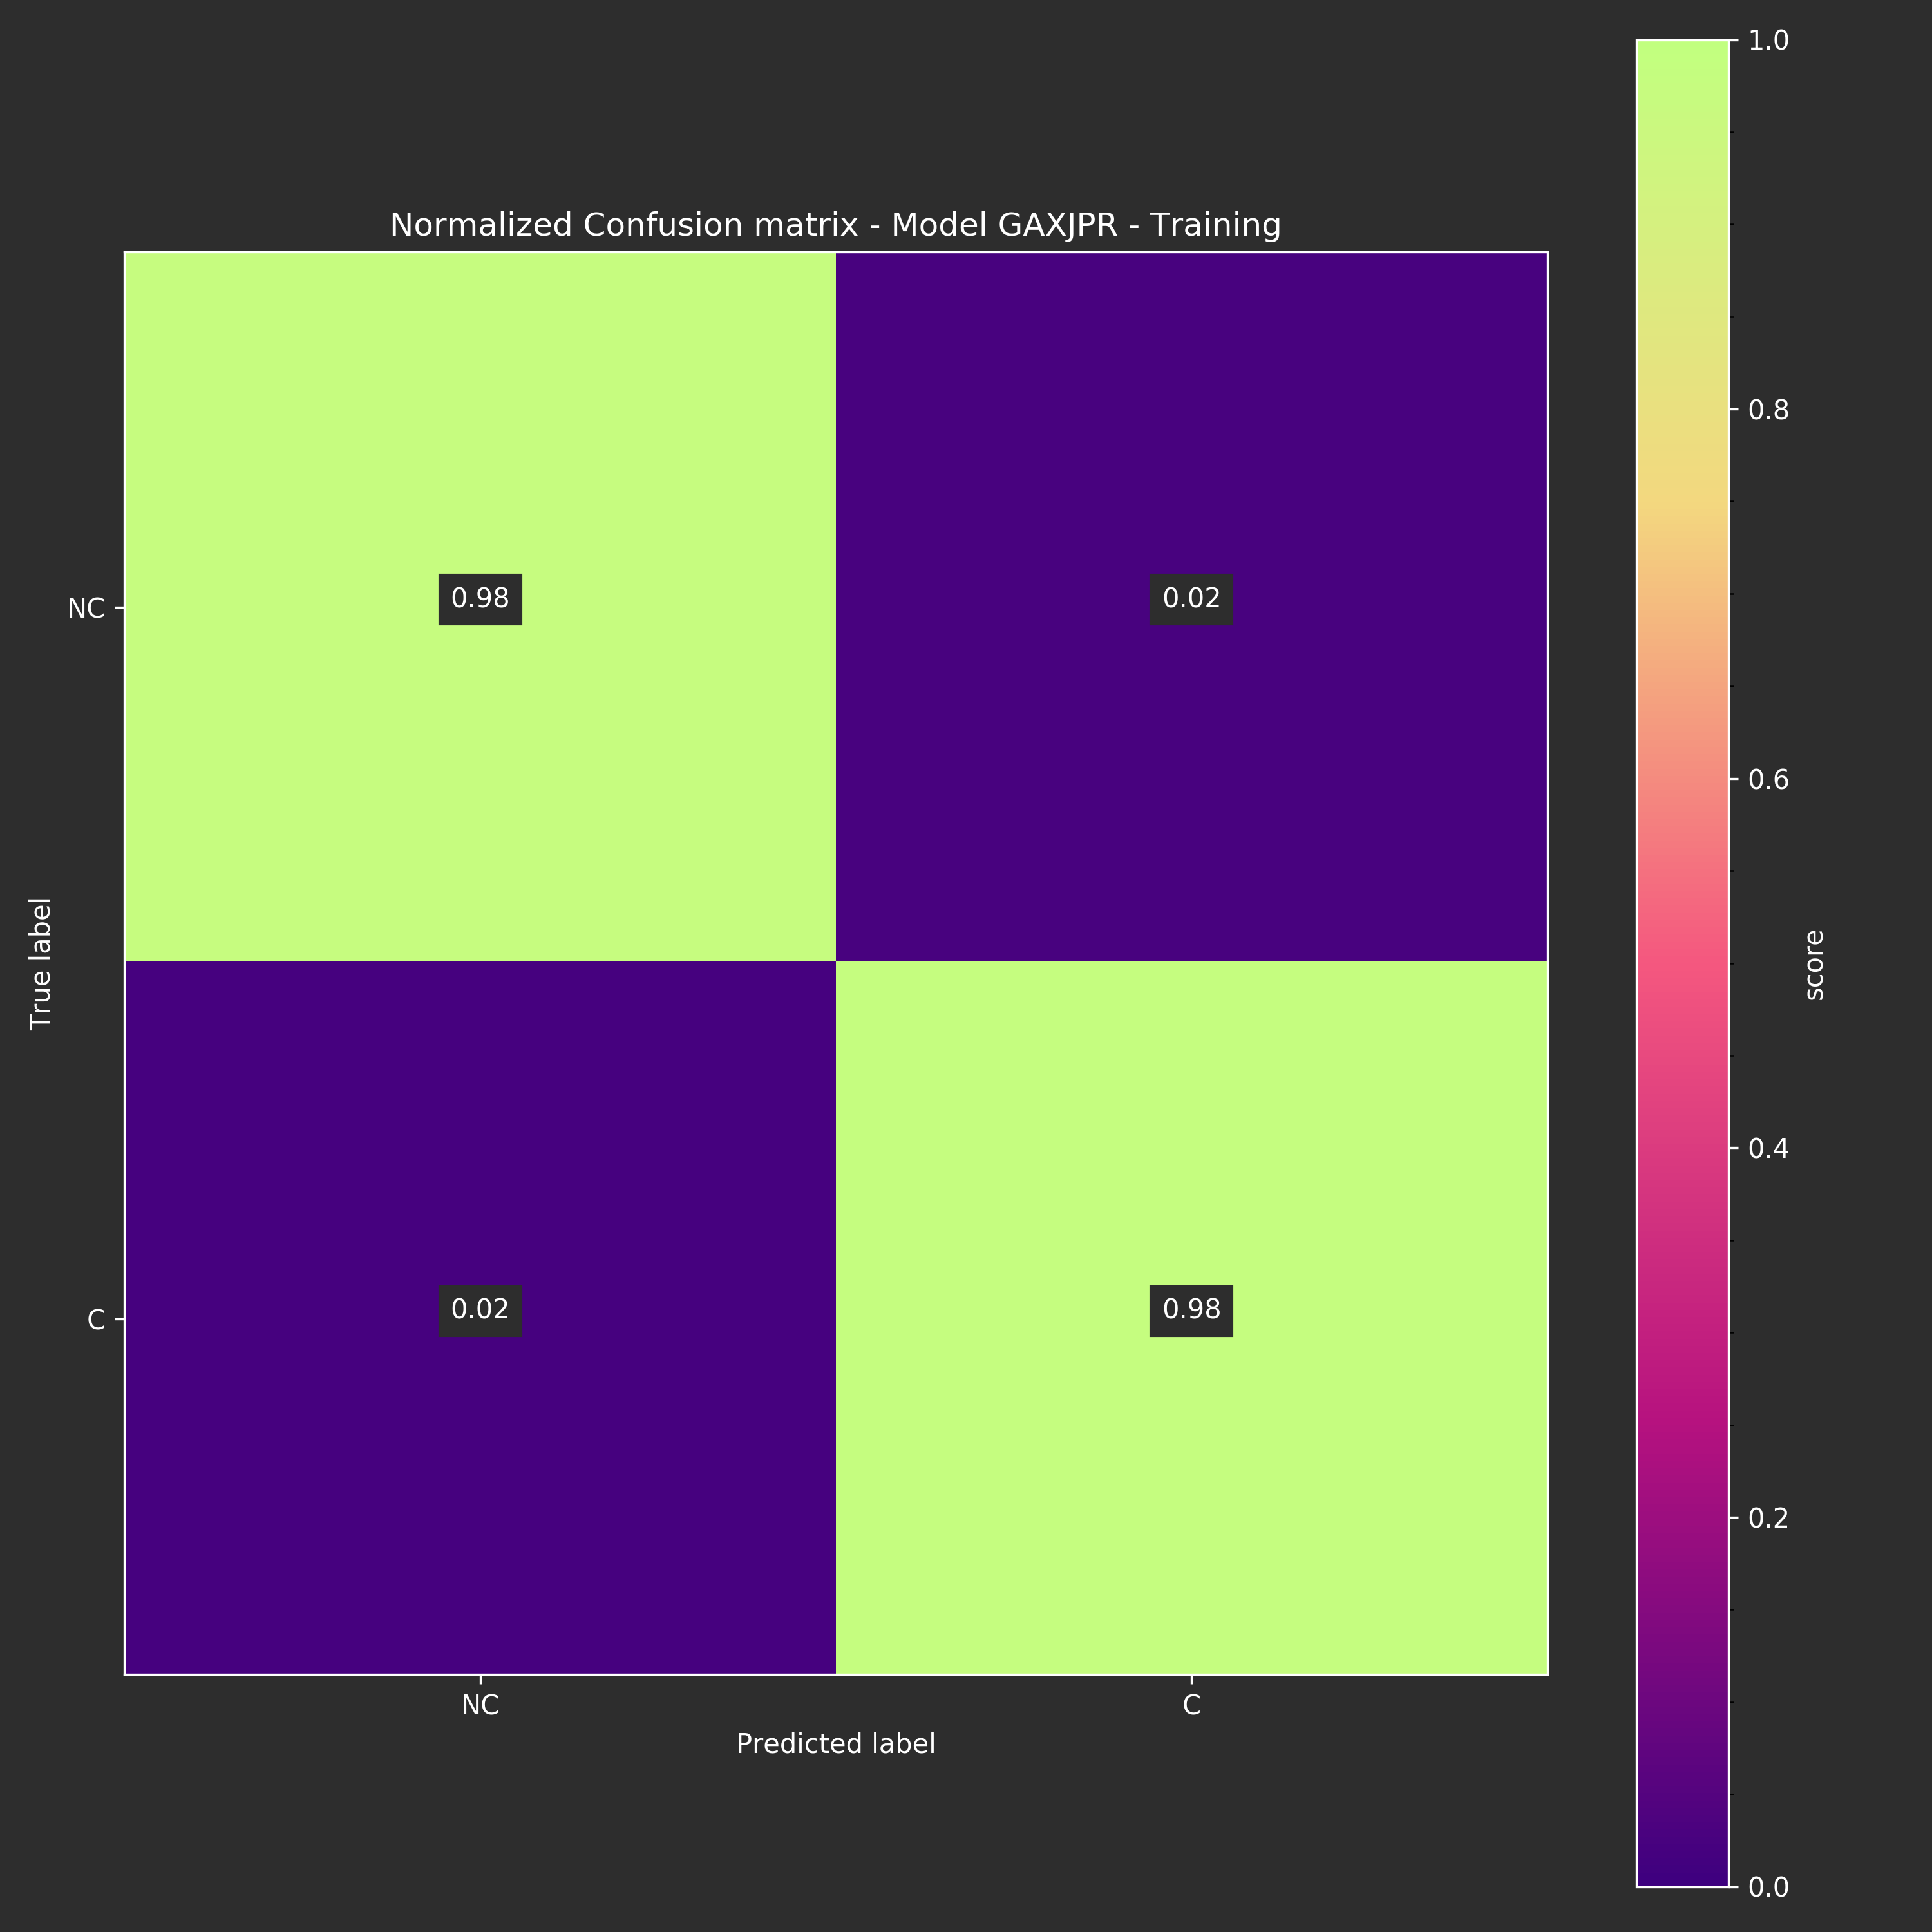 Normalized Confusion matrix - Model GAXJPR - Training
True label
NC
C
0.98
0.02
0.02
0.98
NC
C
Predicted label
1.0
0.8
0.6
0.4
0.2
0.0
score